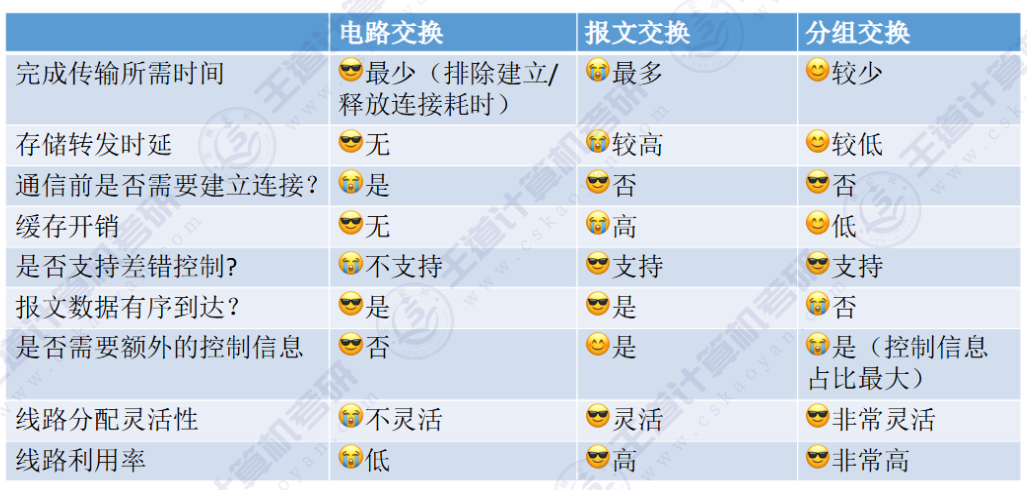 电路交换 报文交换 分组交换
完成传输所需时间 😎最少（排除建立/释放连接耗时） 😭最多 😊较少
存储转发时延 😎无 😭较高 😊较低
通信前是否需要建立连接？ 😭是 😎否 😎否
缓存开销 😎无 😭高 😊低
是否支持差错控制? 😭不支持 😎支持 😎支持
报文数据有序到达？ 😎是 😎是 😭否
是否需要额外的控制信息 😎否 😊是 😭是（控制信息占比最大）
线路分配灵活性 😭不灵活 😎灵活 😎非常灵活
线路利用率 😭低 😎高 😎非常高
王道计算机考研
www.cskaoyan.com